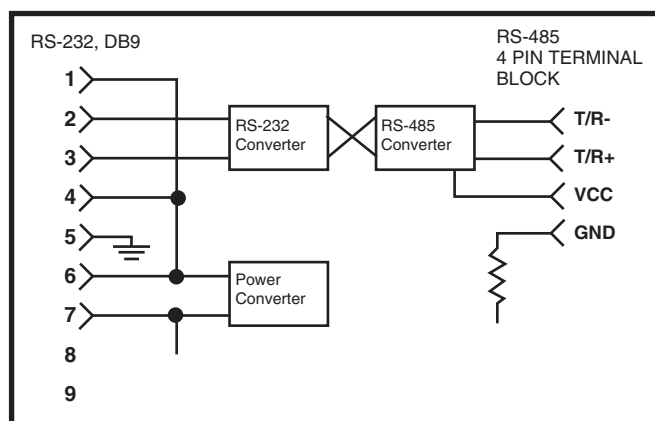 RS-232, DB9
RS-485
4 PIN TERMINAL
BLOCK
1
2
3
4
5
6
7
8
9
RS-232
Converter
RS-485
Converter
Power
Converter
T/R-
T/R+
VCC
GND